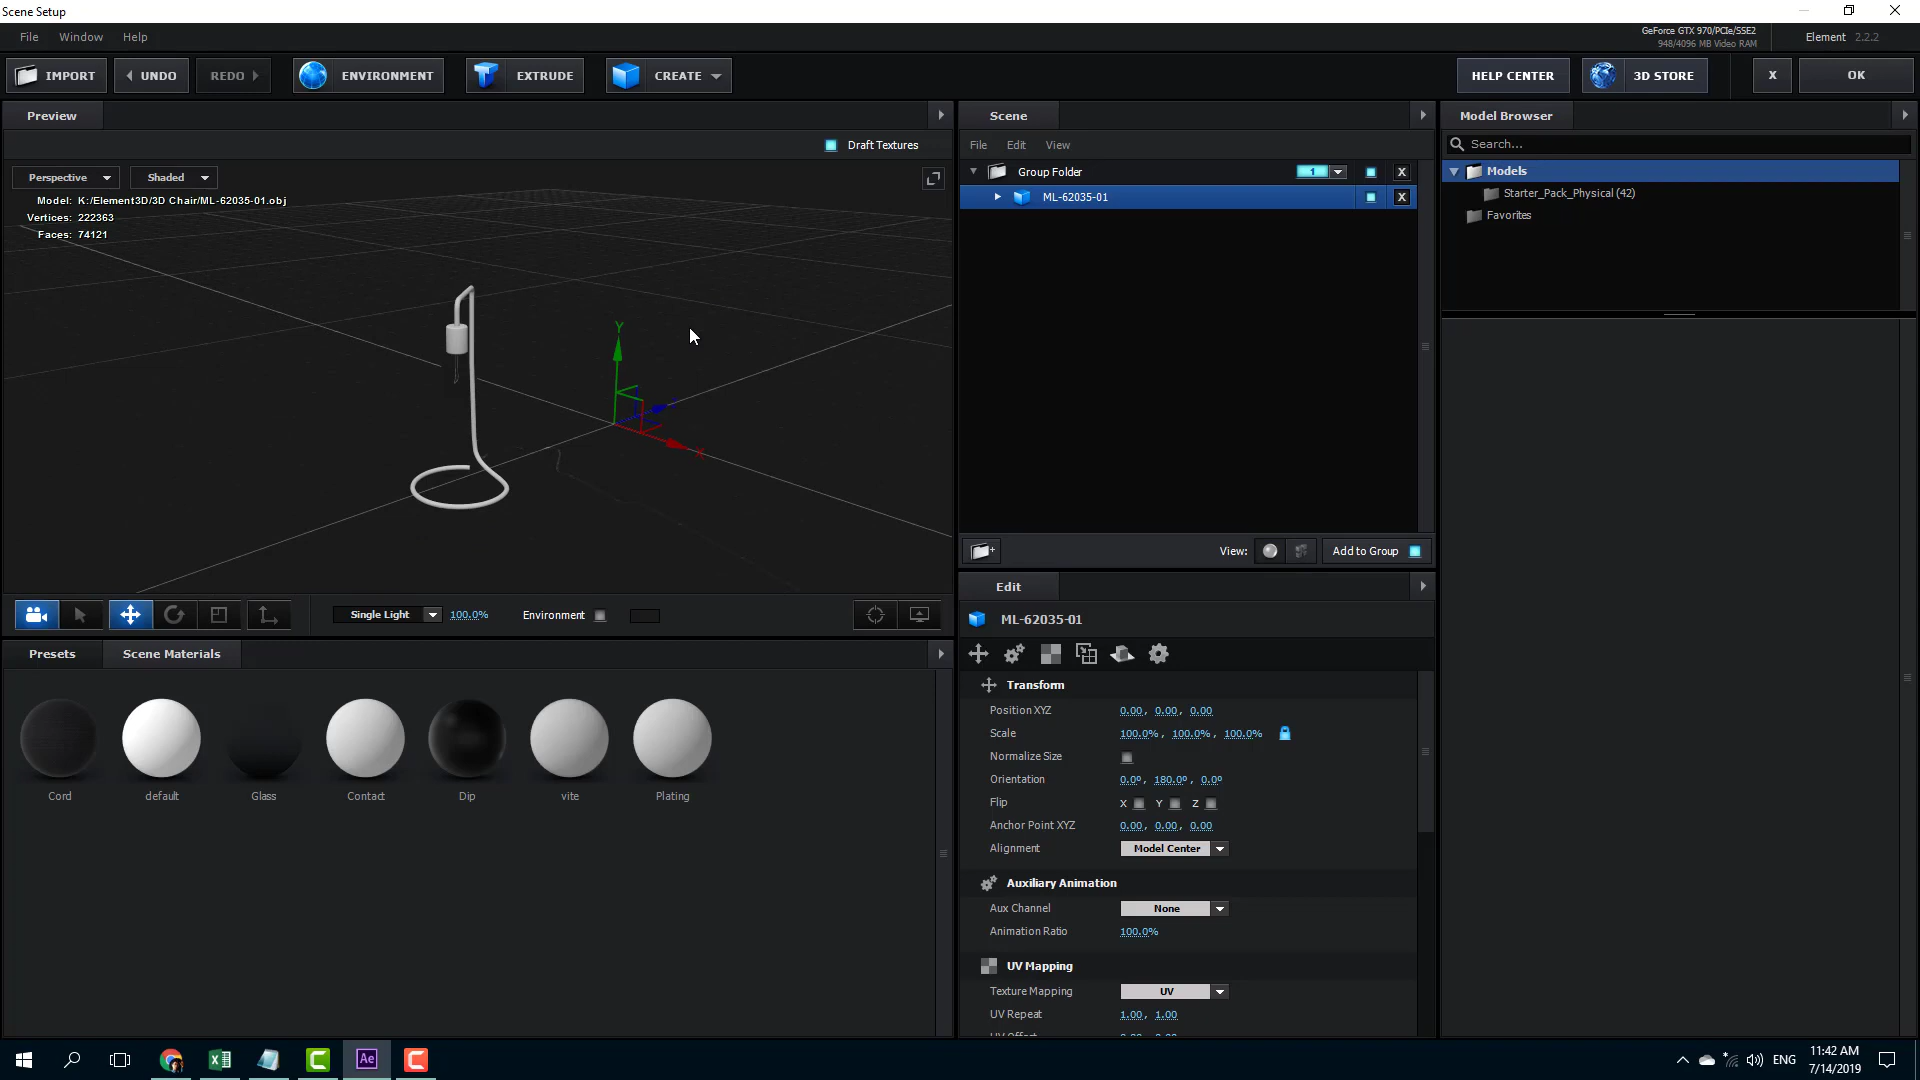 Scene Setup
File Window Help
GeForce GTX 970/PCIe/SSE2
948/4096 MB Video RAM
Element 2.2.2
IMPORT UNDO REDO ENVIRONMENT EXTRUDE CREATE HELP CENTER 3D STORE X OK
Preview
Draft Textures
Perspective Shaded
Model: K:/Element3D/3D Chair/ML-62035-01.obj
Vertices: 222363
Faces: 74121
Y
X
Single Light 100.0% Environment
Presets Scene Materials
Cord default Glass Contact Dip vite Plating
Scene
File Edit View
Group Folder 1 X
ML-62035-01 X
View: Add to Group
Edit
ML-62035-01
Transform
Position XYZ 0.00, 0.00, 0.00
Scale 100.0%, 100.0%, 100.0%
Normalize Size
Orientation 0.0º, 180.0º, 0.0º
Flip X Y Z
Anchor Point XYZ 0.00, 0.00, 0.00
Alignment Model Center
Auxiliary Animation
Aux Channel None
Animation Ratio 100.0%
UV Mapping
Texture Mapping UV
UV Repeat 1.00, 1.00
Model Browser
Search...
Models
Starter_Pack_Physical (42)
Favorites
Ae
ENG
11:42 AM
7/14/2019